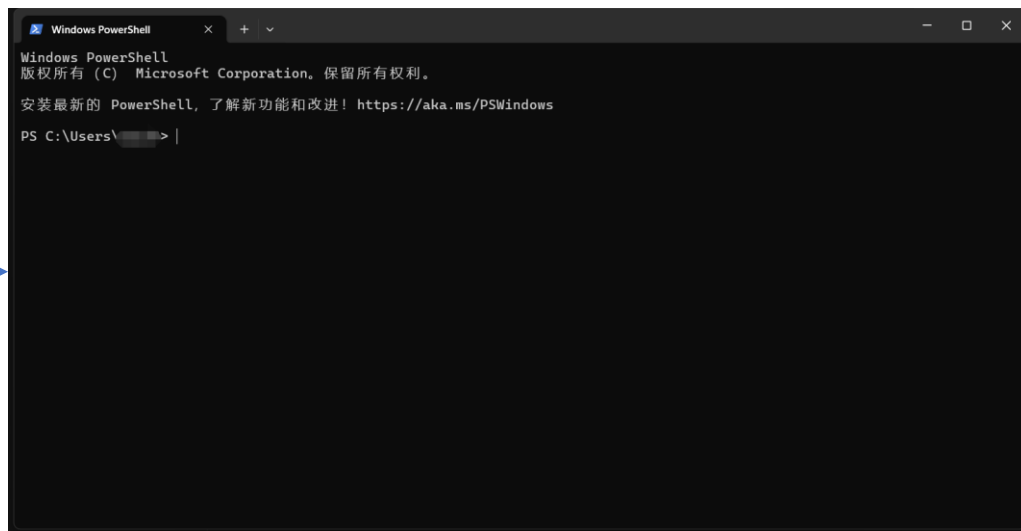 Windows PowerShell
Windows PowerShell
版权所有 (C) Microsoft Corporation。保留所有权利。
安装最新的 PowerShell，了解新功能和改进！https://aka.ms/PSWindows
PS C:\Users\>